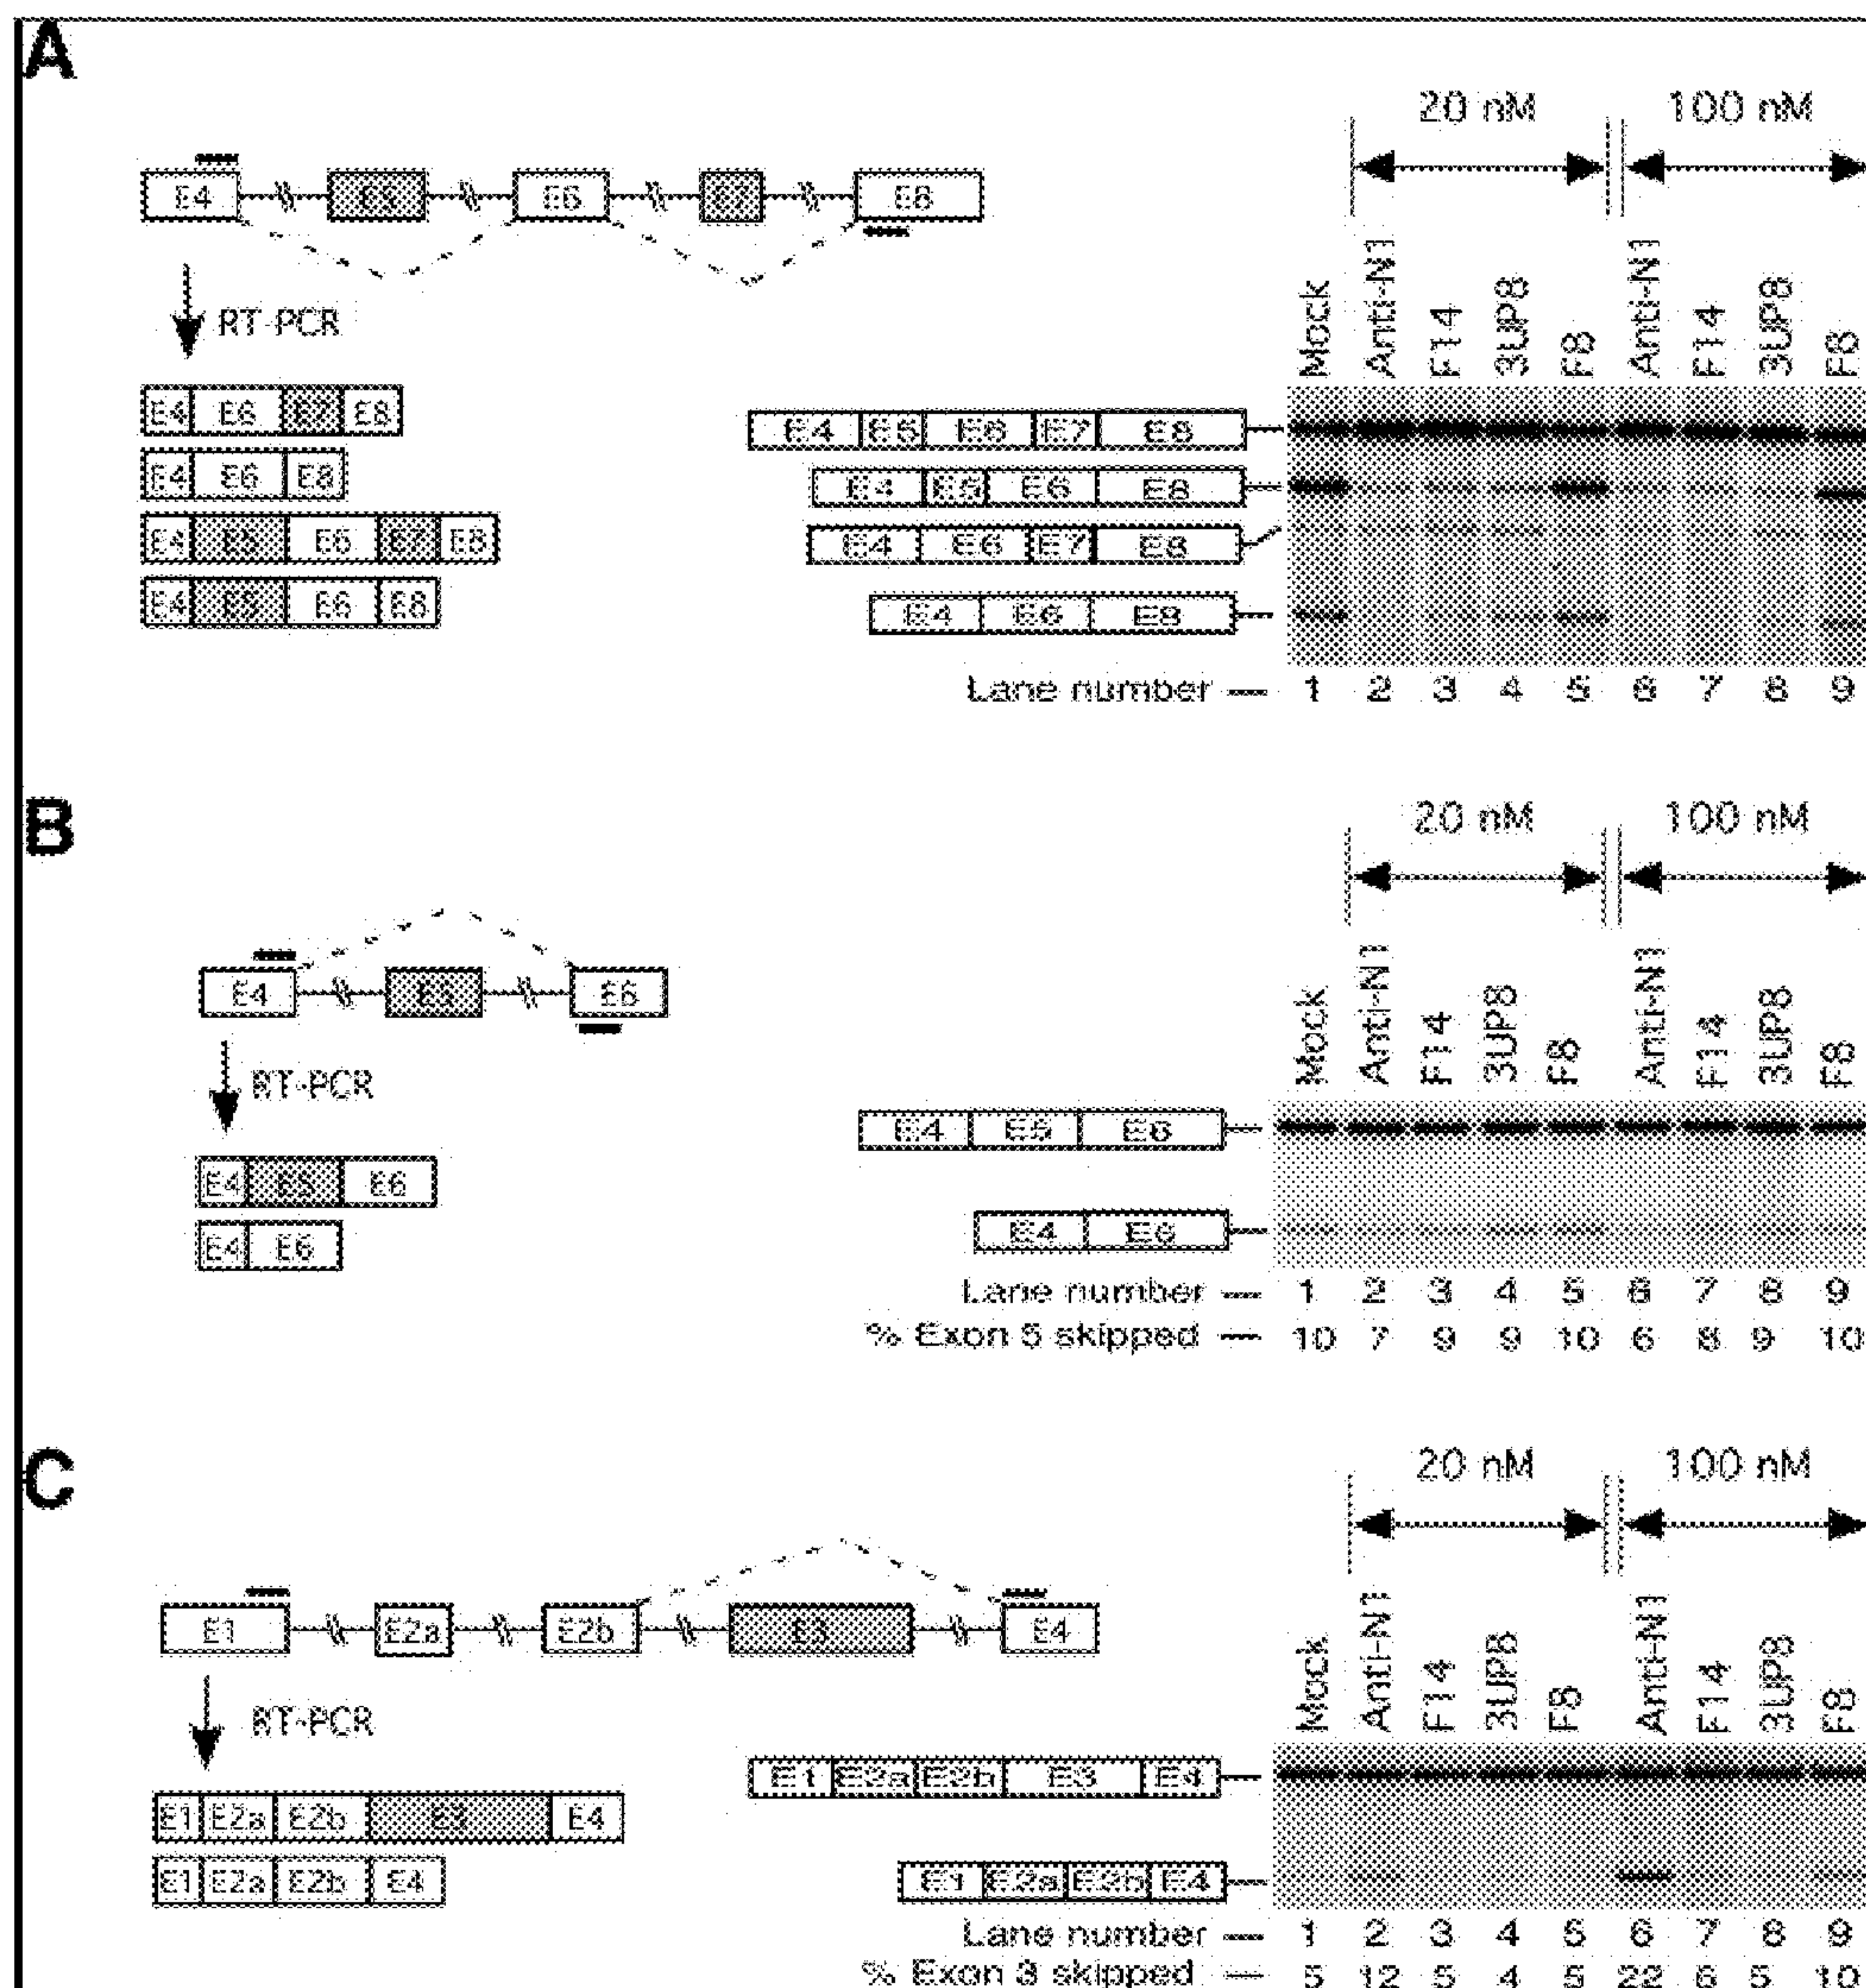 A
20 nM 100 nM
E4 E5 E6 E7 E8
RT-PCR
Mock Anti-N1 F14 3UP8 F8 Anti-N1 F14 3UP8 F8
E4 E6 E7 E8
E4 E6 E8
E4 E5 E6 E7 E8
E4 E5 E6 E8
E4 E5 E6 E7 E8
E4 E5 E6 E8
E4 E6 E7 E8
E4 E6 E8
Lane number — 1 2 3 4 5 6 7 8 9
B
20 nM 100 nM
E4 E5 E6
RT-PCR
Mock Anti-N1 F14 3UP8 F8 Anti-N1 F14 3UP8 F8
E4 E5 E6
E4 E6
E4 E5 E6
E4 E6
Lane number — 1 2 3 4 5 6 7 8 9
% Exon 5 skipped — 10 7 9 9 10 6 8 9 10
C
20 nM 100 nM
E1 E2a E2b E3 E4
RT-PCR
Mock Anti-N1 F14 3UP8 F8 Anti-N1 F14 3UP8 F8
E1 E2a E2b E3 E4
E1 E2a E2b E4
E1 E2a E2b E3 E4
E1 E2a E2b E4
Lane number — 1 2 3 4 5 6 7 8 9
% Exon 3 skipped — 5 12 5 4 22 6 10